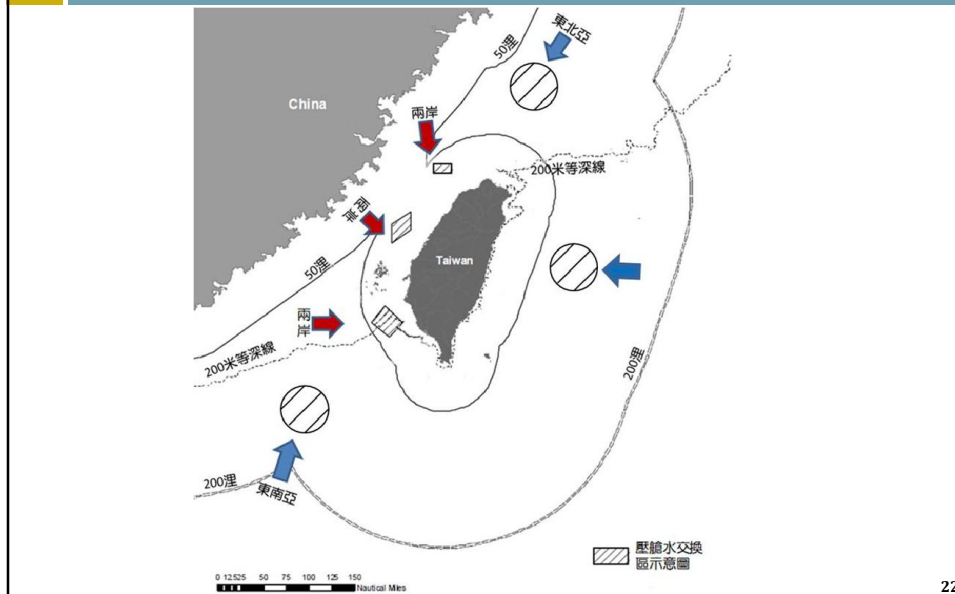 東北亞
50浬
China
兩岸
200米等深線
兩岸
Taiwan
50浬
兩
岸
200米等深線
200浬
200浬
東南亞
壓艙水交換
區示意圖
0 12.525 50 75 100 125 150
Nautical Miles
22